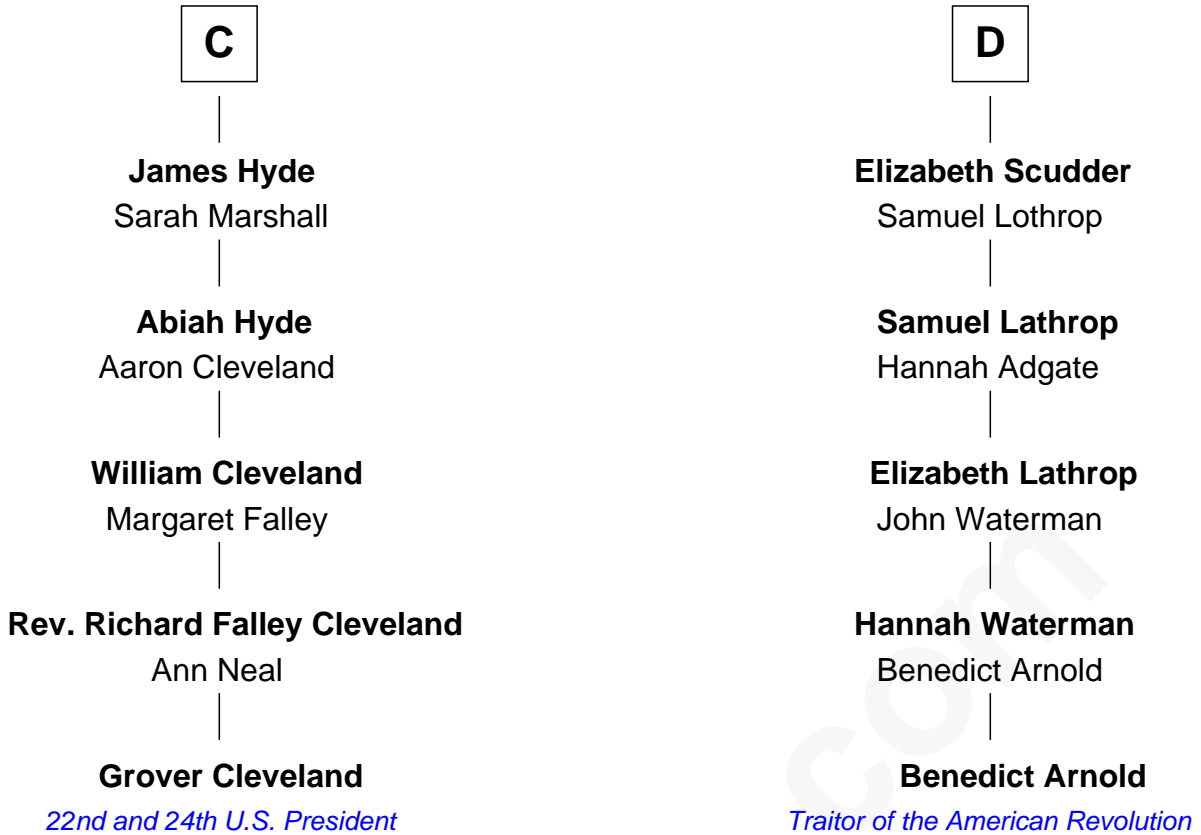 C
James Hyde
Sarah Marshall
Abiah Hyde
Aaron Cleveland
William Cleveland
Margaret Falley
Rev. Richard Falley Cleveland
Ann Neal
Grover Cleveland
22nd and 24th U.S. President
D
Elizabeth Scudder
Samuel Lothrop
Samuel Lathrop
Hannah Adgate
Elizabeth Lathrop
John Waterman
Hannah Waterman
Benedict Arnold
Benedict Arnold
Traitor of the American Revolution
com